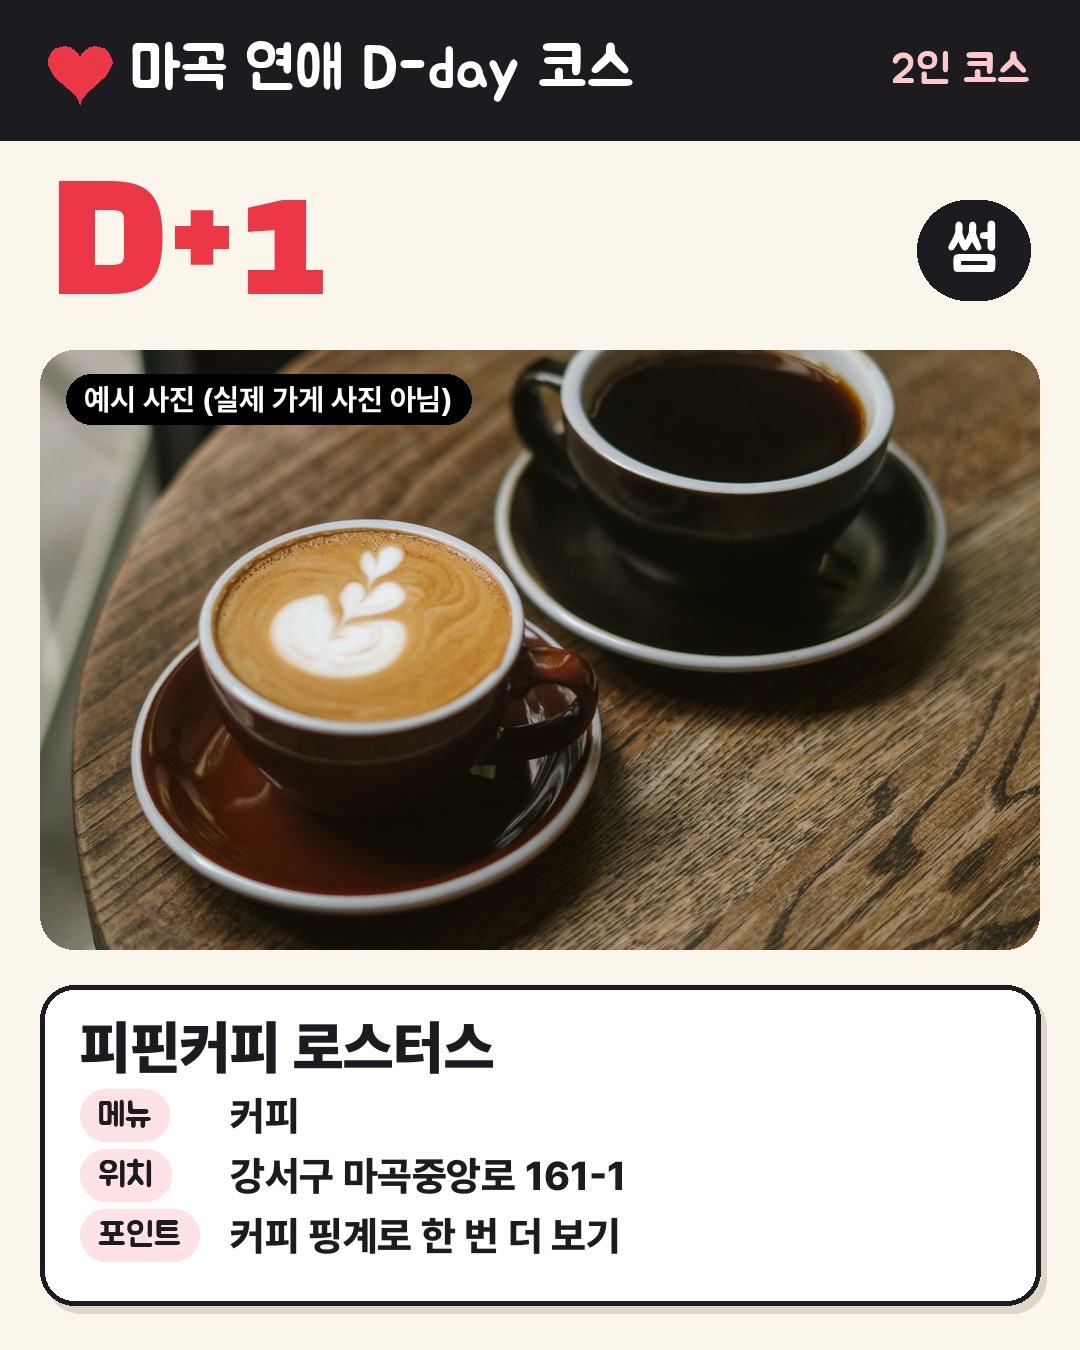 마곡 연애 D-day 코스
2인 코스
D+1
썸
예시 사진 (실제 가게 사진 아님)
피핀커피 로스터스
메뉴 커피
위치 강서구 마곡중앙로 161-1
포인트 커피 핑계로 한 번 더 보기